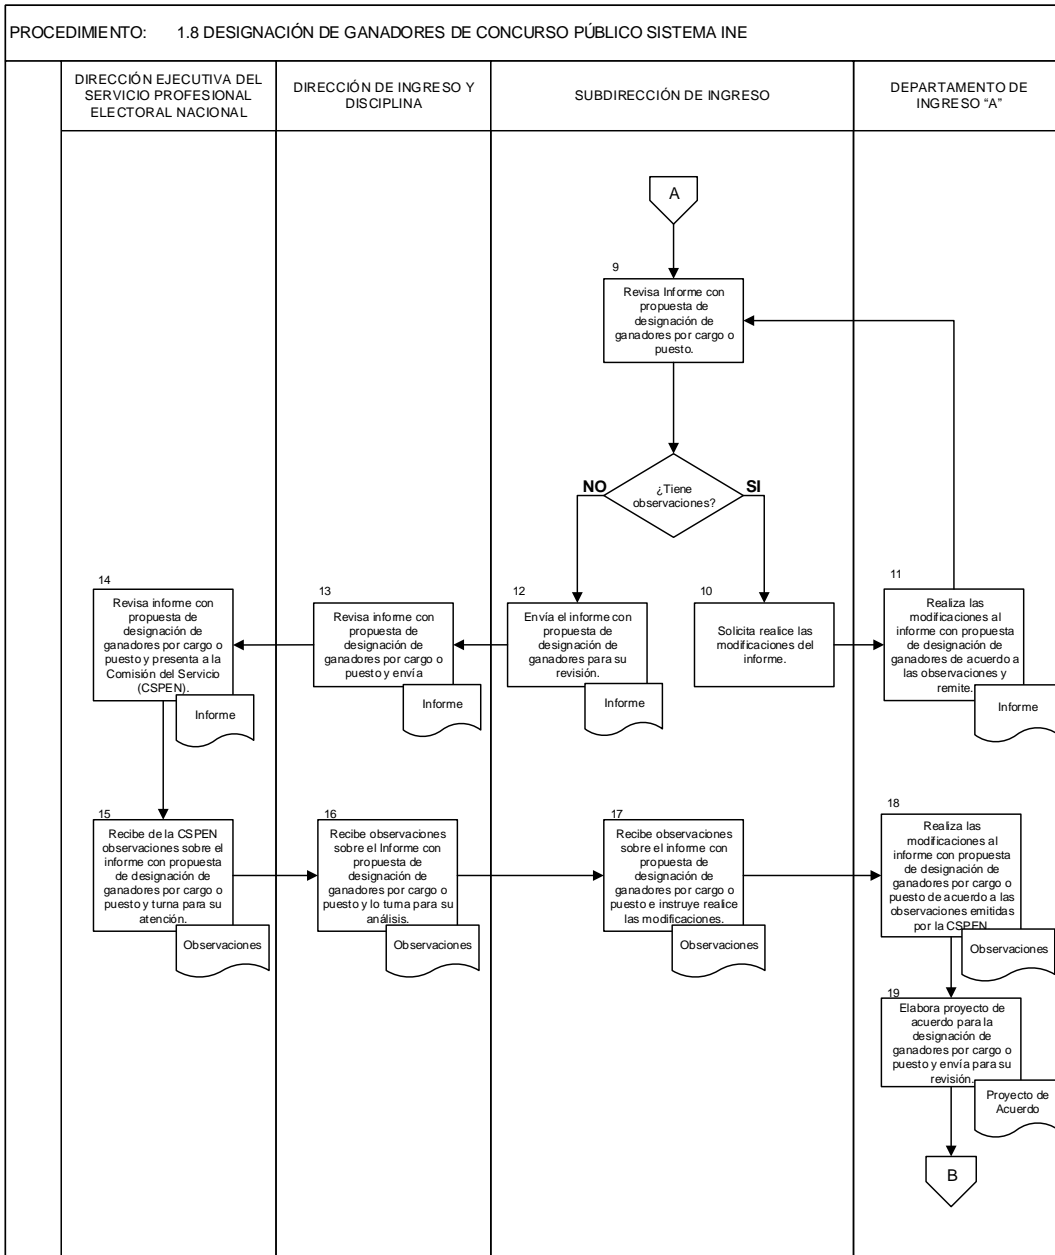 PROCEDIMIENTO: 1.8 DESIGNACIÓN DE GANADORES DE CONCURSO PÚBLICO SISTEMA INE
DIRECCIÓN EJECUTIVA DEL
SERVICIO PROFESIONAL
ELECTORAL NACIONAL
DIRECCIÓN DE INGRESO Y
DISCIPLINA
SUBDIRECCIÓN DE INGRESO
DEPARTAMENTO DE
INGRESO “A”
A
9
Revisa Informe con
propuesta de
designación de
ganadores por cargo o
puesto.
¿Tiene
observaciones?
NO
SI
14
Revisa informe con
propuesta de
designación de
ganadores por cargo o
puesto y presenta a la
Comisión del Servicio
(CSPEN).
Informe
13
Revisa informe con
propuesta de
designación de
ganadores por cargo o
puesto y envía
Informe
12
Envía el informe con
propuesta de
designación de
ganadores para su
revisión.
Informe
10
Solicita realice las
modificaciones del
informe.
11
Realiza las
modificaciones al
informe con propuesta
de designación de
ganadores de acuerdo a
las observaciones y
remite.
Informe
15
Recibe de la CSPEN
observaciones sobre el
informe con propuesta
de designación de
ganadores por cargo o
puesto y turna para su
atención.
Observaciones
16
Recibe observaciones
sobre el Informe con
propuesta de
designación de
ganadores por cargo o
puesto y lo turna para su
análisis.
Observaciones
17
Recibe observaciones
sobre el informe con
propuesta de
designación de
ganadores por cargo o
puesto e instruye realice
las modificaciones.
Observaciones
18
Realiza las
modificaciones al
informe con propuesta
de designación de
ganadores por cargo o
puesto de acuerdo a las
observaciones emitidas
por la CSPEN
Observaciones
19
Elabora proyecto de
acuerdo para la
designación de
ganadores por cargo o
puesto y envía para su
revisión.
Proyecto de
Acuerdo
B